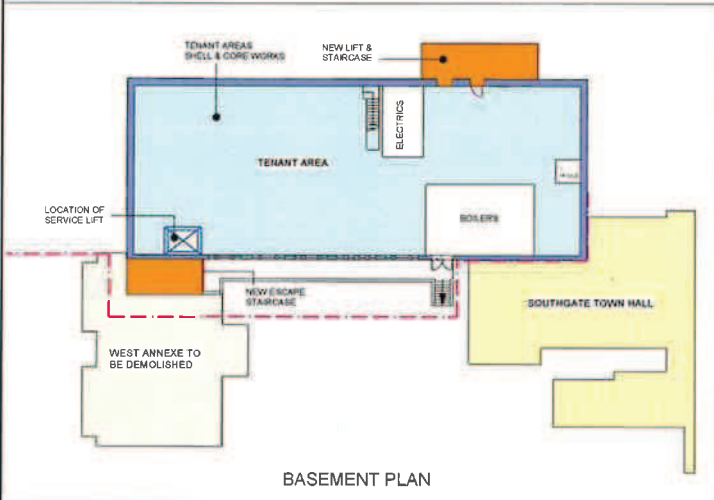 TENANT AREAS
SHELL & CORE WORKS
NEW LIFT &
STAIRCASE
ELECTRICS
TENANT AREA
LOCATION OF
SERVICE LIFT
BOILERS
NEW ESCAPE
STAIRCASE
SOUTHGATE TOWN HALL
WEST ANNEXE TO
BE DEMOLISHED
BASEMENT PLAN